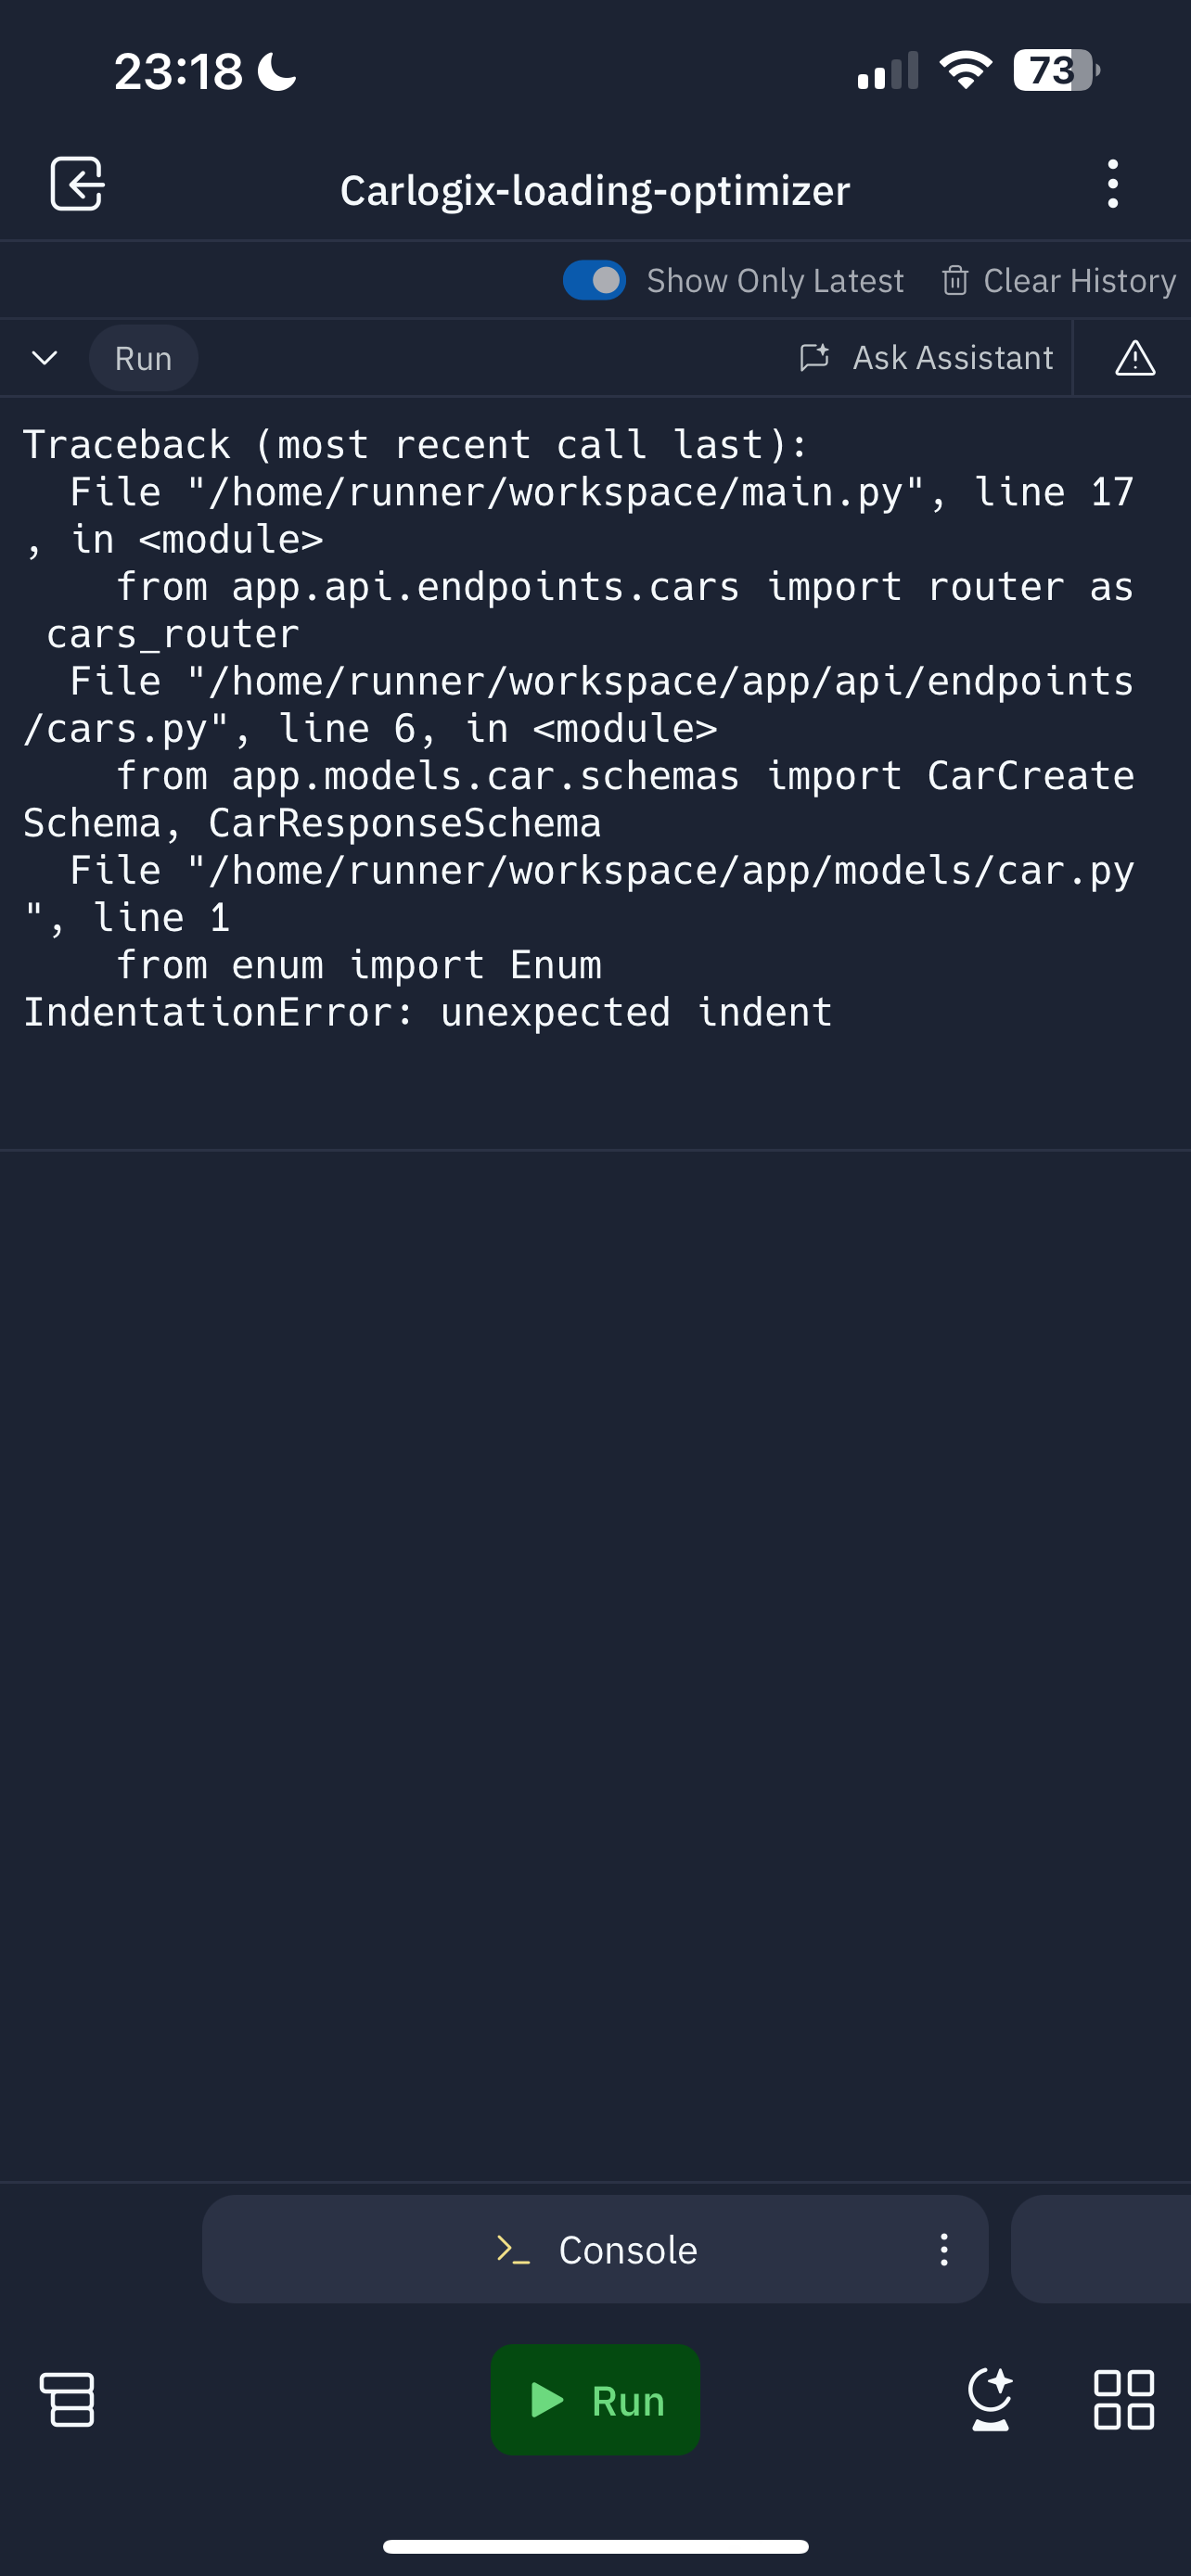 23:18
73
Carlogix-loading-optimizer
Show Only Latest
Clear History
Run
Ask Assistant
Traceback (most recent call last):
  File "/home/runner/workspace/main.py", line 17
, in <module>
    from app.api.endpoints.cars import router as
 cars_router
  File "/home/runner/workspace/app/api/endpoints
/cars.py", line 6, in <module>
    from app.models.car.schemas import CarCreate
Schema, CarResponseSchema
  File "/home/runner/workspace/app/models/car.py
", line 1
    from enum import Enum
IndentationError: unexpected indent
Console
Run